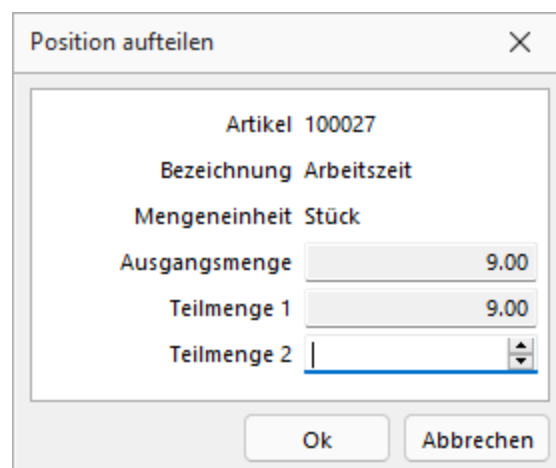 Position aufteilen
Artikel 100027
Bezeichnung Arbeitszeit
Mengeneinheit Stück
Ausgangsmenge 9.00
Teilmenge 1 9.00
Teilmenge 2
Ok Abbrechen